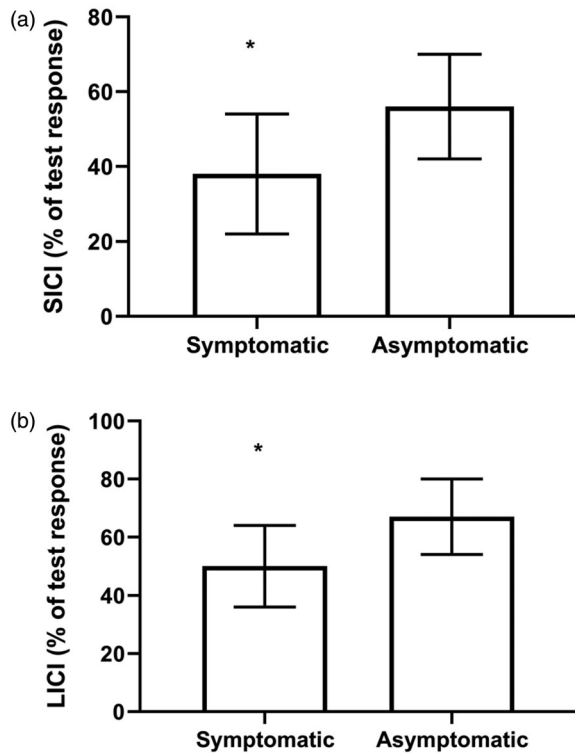 (a)
SICI (% of test response)
80
60
40
20
0
*
Symptomatic
Asymptomatic
(b)
LICI (% of test response)
100
80
60
40
20
0
*
Symptomatic
Asymptomatic